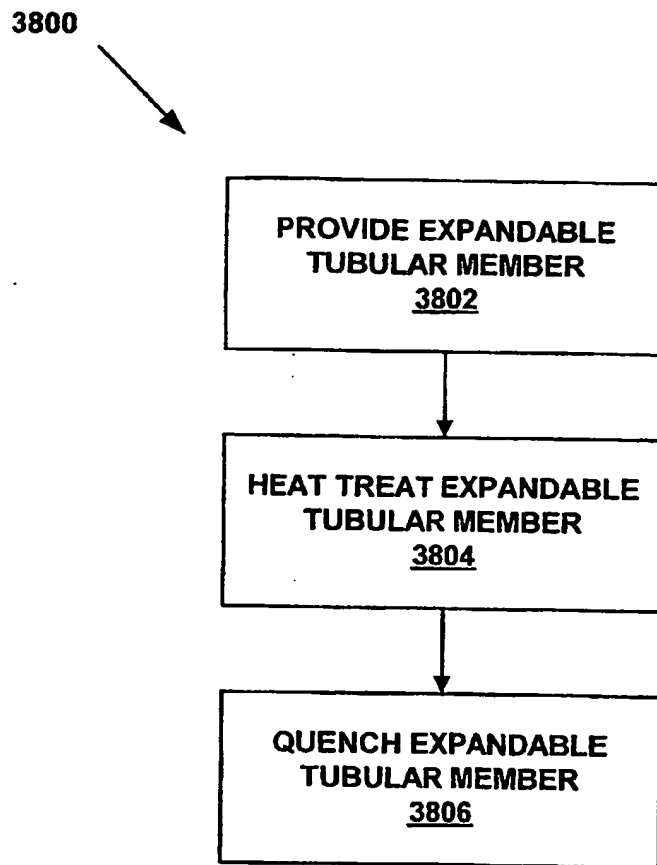 3800
PROVIDE EXPANDABLE
TUBULAR MEMBER
3802
HEAT TREAT EXPANDABLE
TUBULAR MEMBER
3804
QUENCH EXPANDABLE
TUBULAR MEMBER
3806